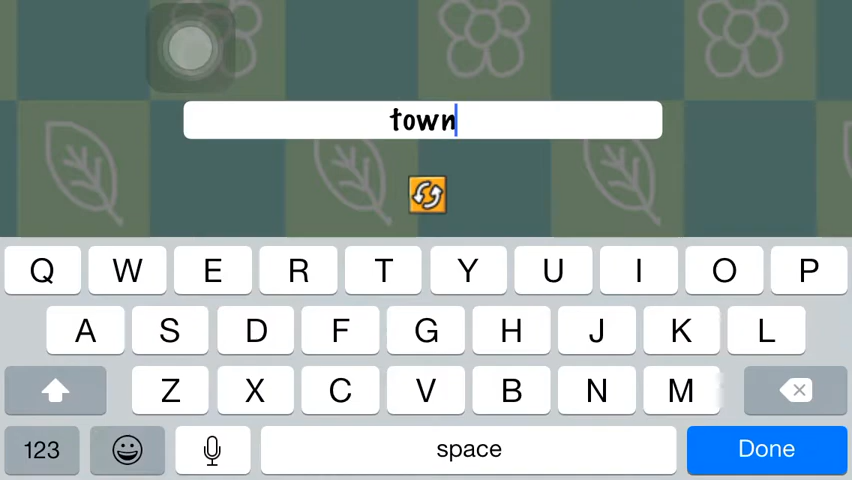 town
Q W E R T Y U I O P
A S D F G H J K L
Z X C V B N M
123 space Done